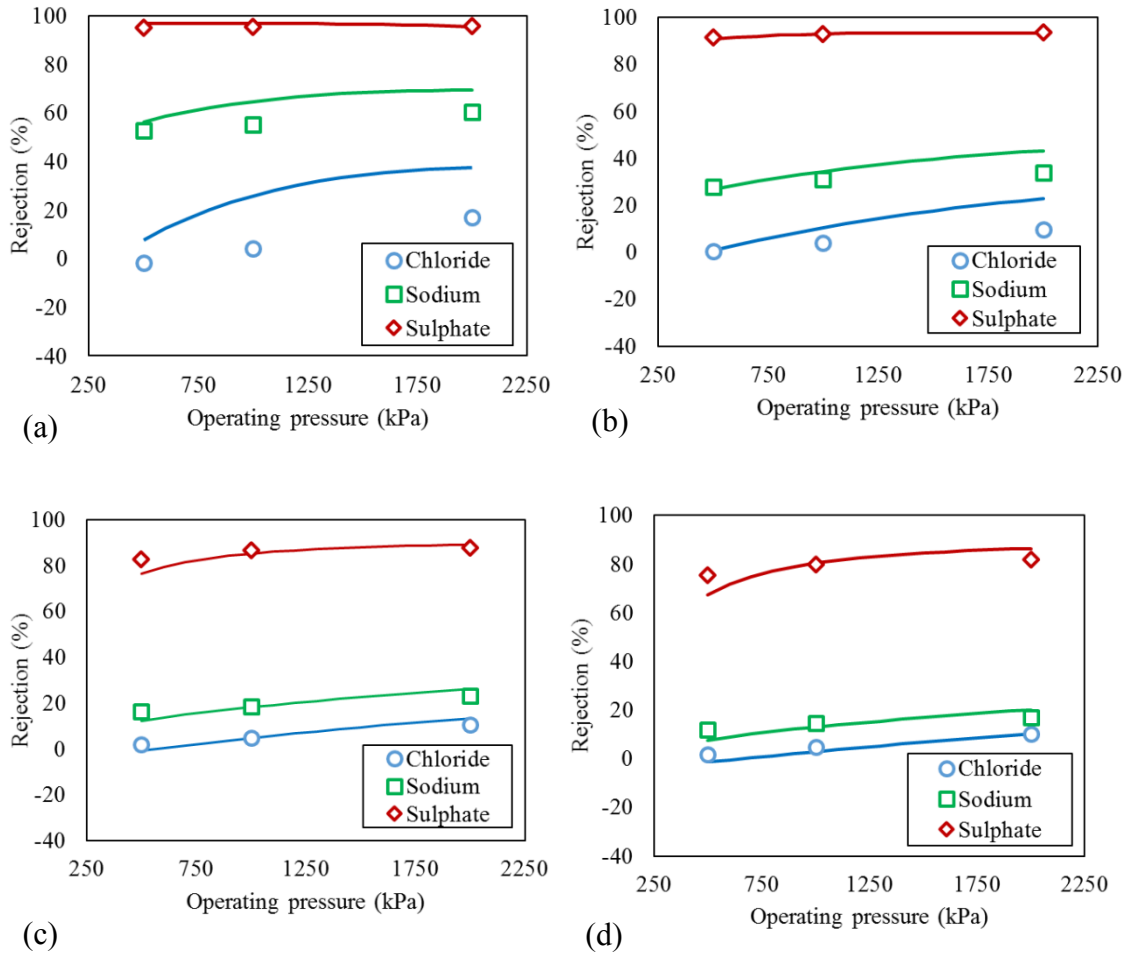 100
80
60
40
20
0
-20
-40
Rejection (%)
Chloride
Sodium
Sulphate
250 750 1250 1750 2250
Operating pressure (kPa)
(a)
100
80
60
40
20
0
-20
-40
Rejection (%)
Chloride
Sodium
Sulphate
250 750 1250 1750 2250
Operating pressure (kPa)
(b)
100
80
60
40
20
0
-20
-40
Rejection (%)
Chloride
Sodium
Sulphate
250 750 1250 1750 2250
Operating pressure (kPa)
(c)
100
80
60
40
20
0
-20
-40
Rejection (%)
Chloride
Sodium
Sulphate
250 750 1250 1750 2250
Operating pressure (kPa)
(d)